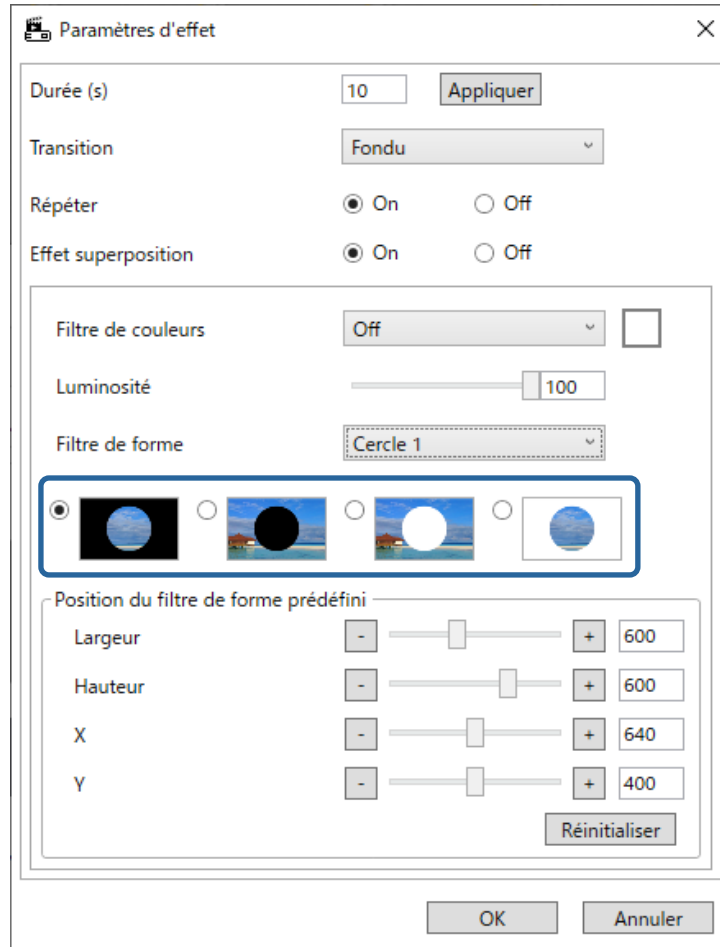 Paramètres d'effet
Durée (s) 10 Appliquer
Transition Fondu
Répéter On Off
Effet superposition On Off
Filtre de couleurs Off
Luminosité 100
Filtre de forme Cercle 1
Position du filtre de forme prédéfini
Largeur - + 600
Hauteur - + 600
X - + 640
Y - + 400
Réinitialiser
OK Annuler